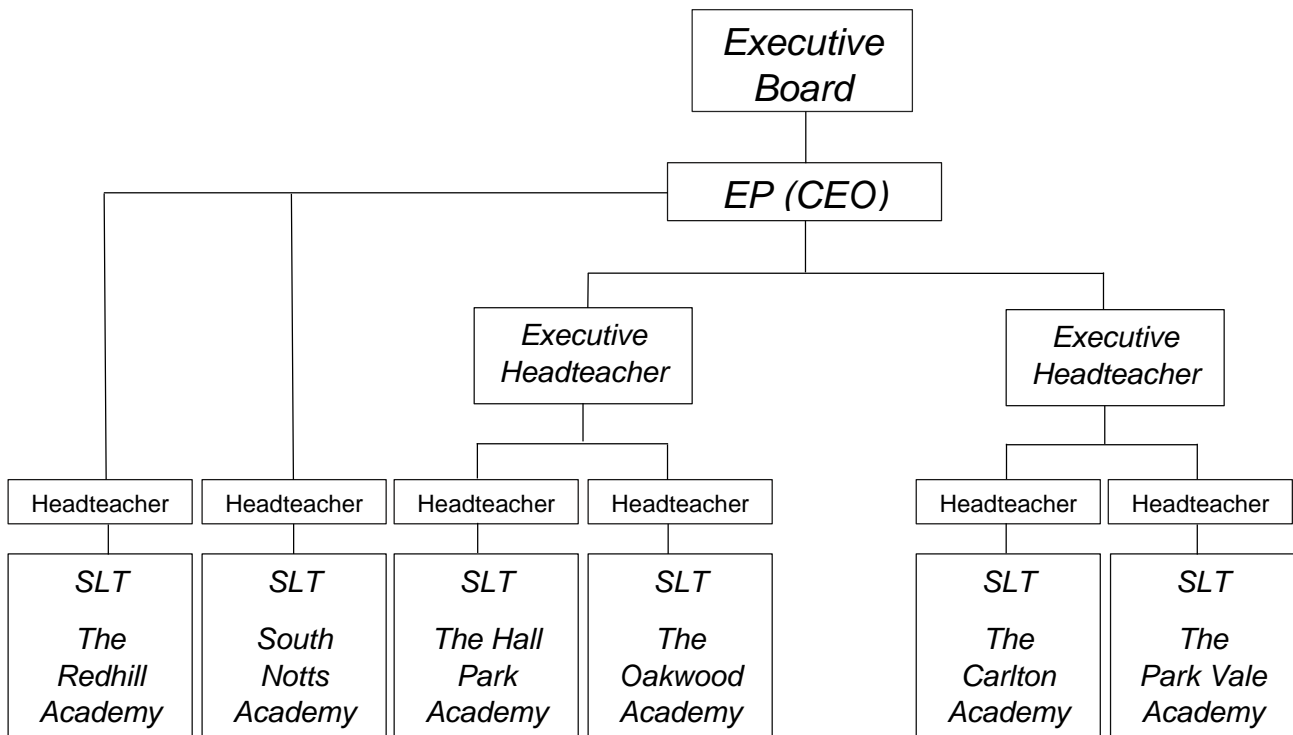 Executive
Board
EP (CEO)
Executive
Headteacher
Executive
Headteacher
Headteacher
Headteacher
Headteacher
Headteacher
Headteacher
Headteacher
SLT
The
Redhill
Academy
SLT
South
Notts
Academy
SLT
The Hall
Park
Academy
SLT
The
Oakwood
Academy
SLT
The
Carlton
Academy
SLT
The
Park Vale
Academy